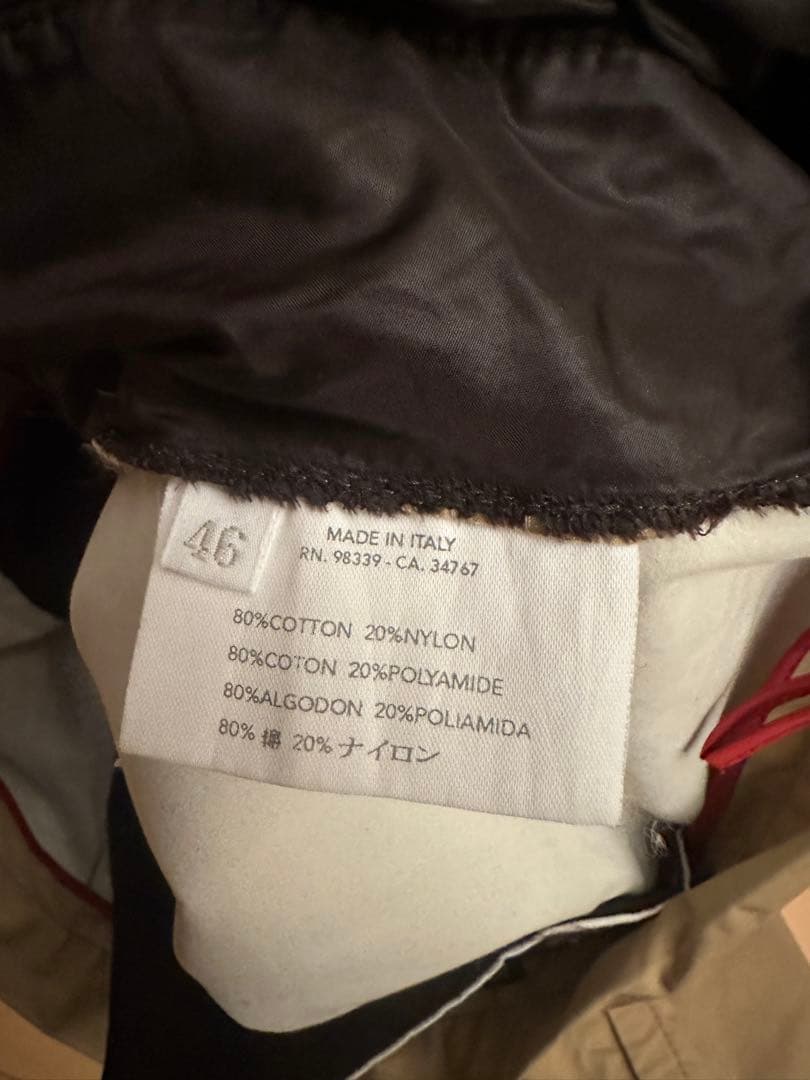 46
MADE IN ITALY
RN. 98339 - CA. 34767
80%COTTON 20%NYLON
80%COTON 20%POLYAMIDE
80%ALGODON 20%POLIAMIDA
80% 綿 20% ナイロン